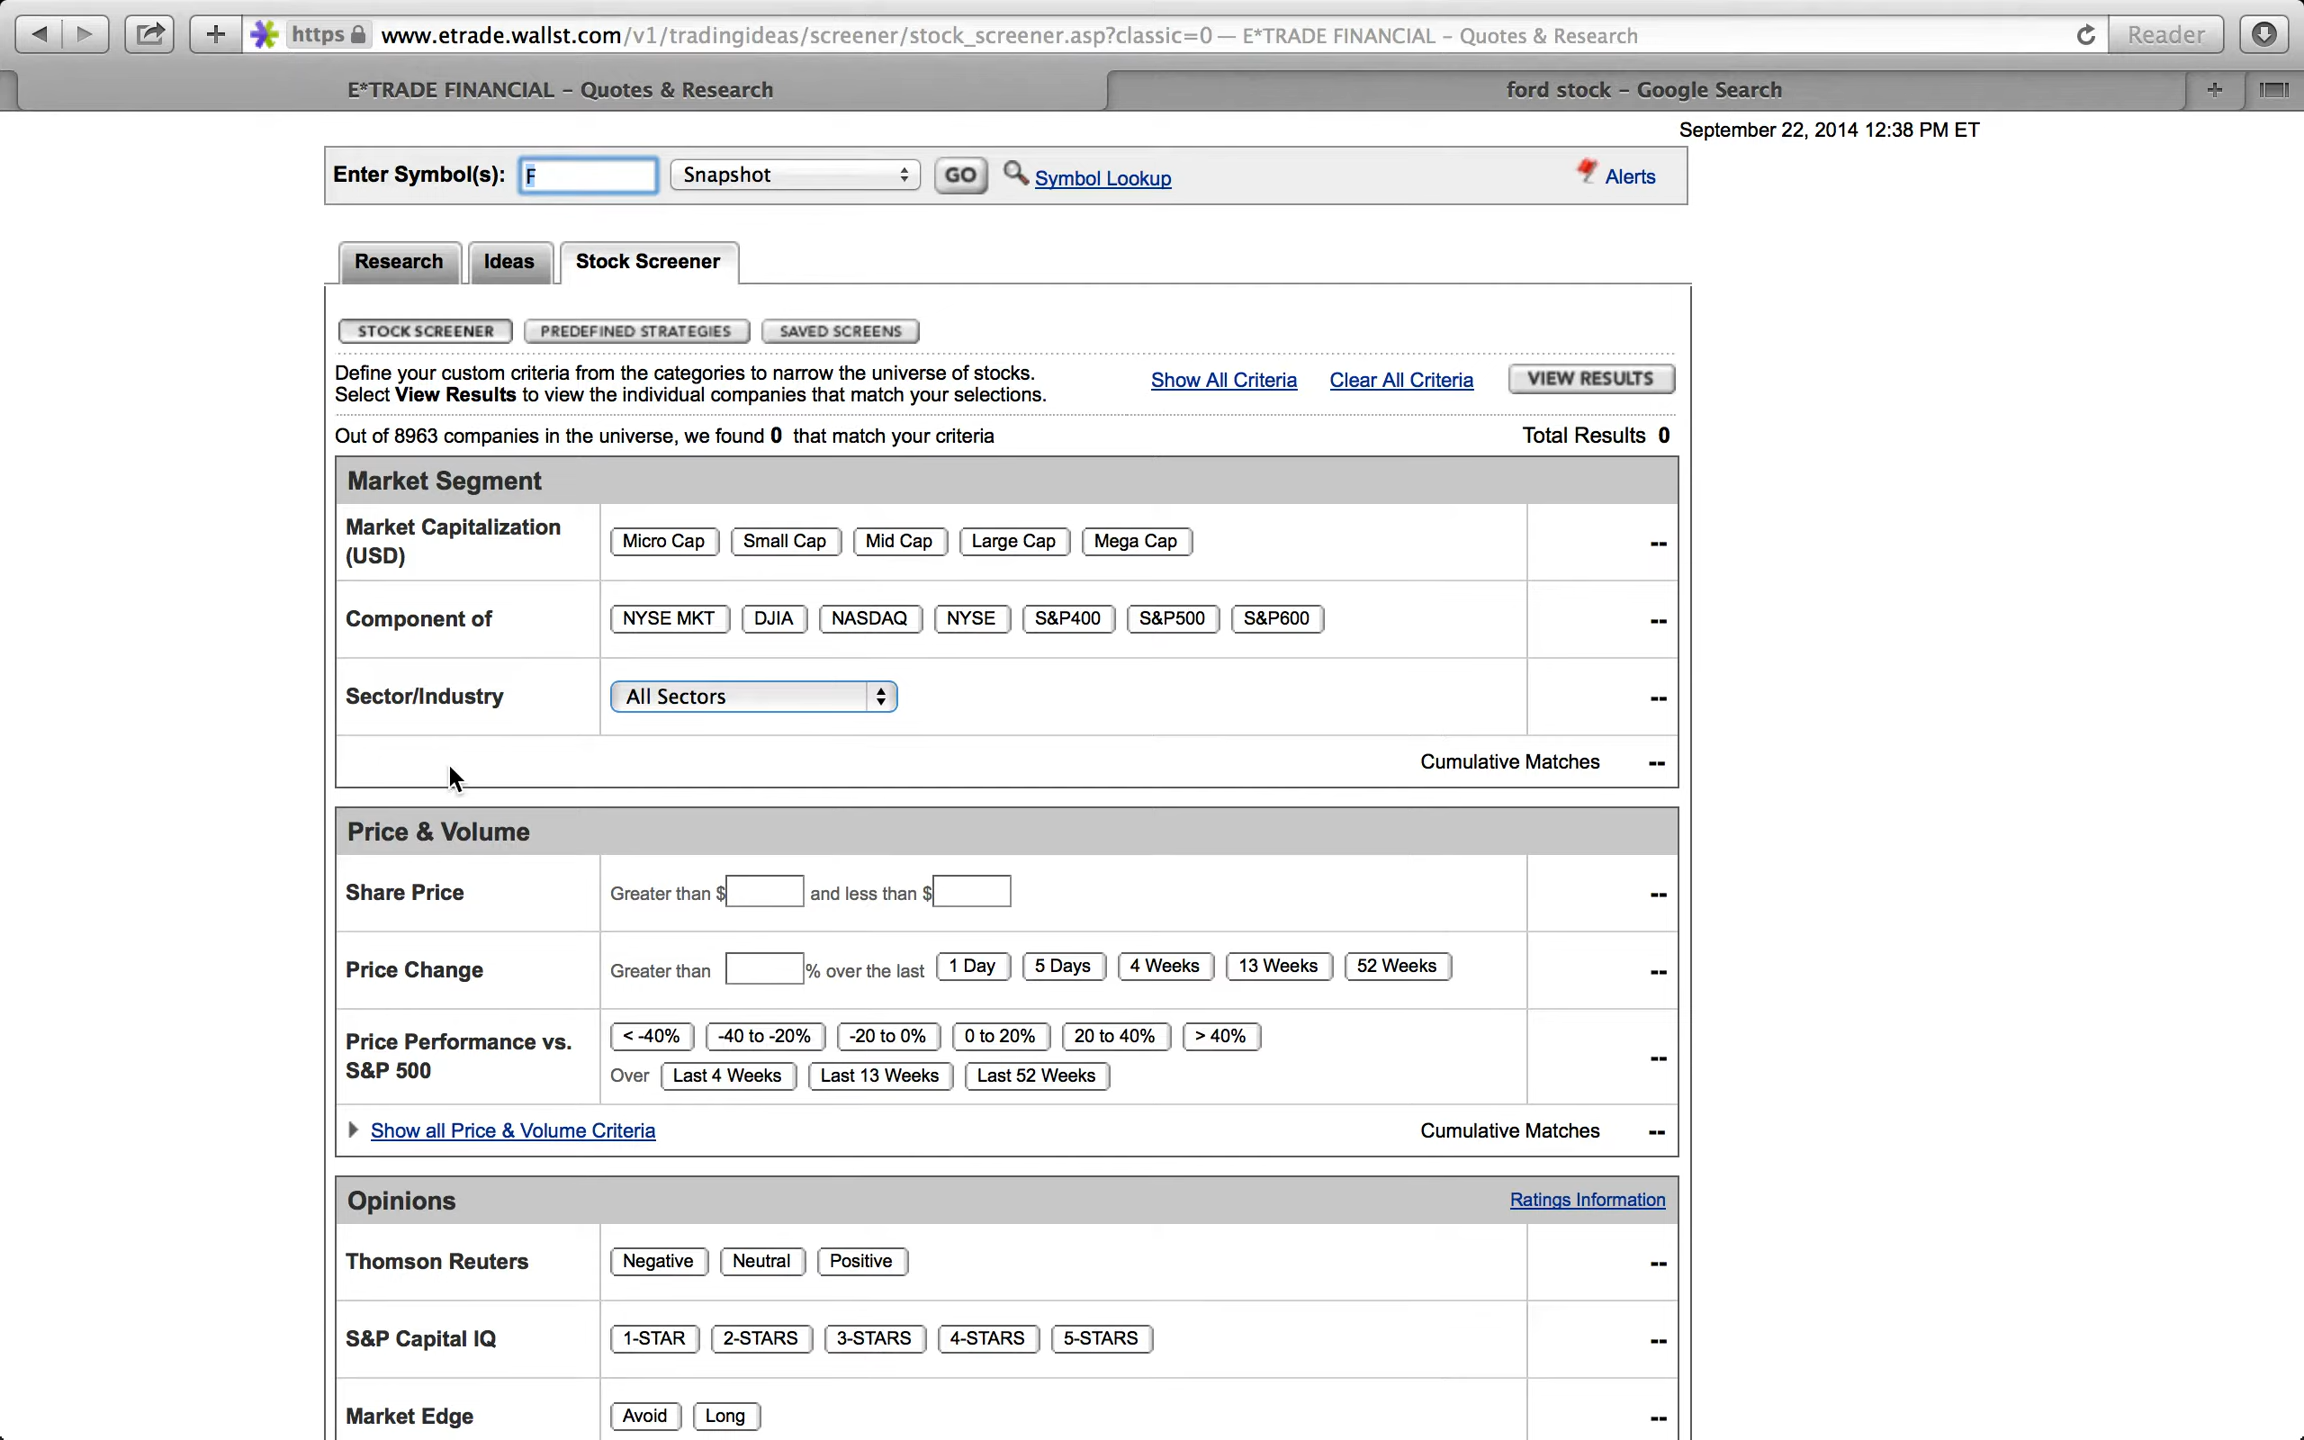 https www.etrade.wallst.com/v1/tradingideas/screener/stock_screener.asp?classic=0 — E*TRADE FINANCIAL – Quotes & Research Reader
E*TRADE FINANCIAL – Quotes & Research ford stock – Google Search
September 22, 2014 12:38 PM ET
Enter Symbol(s): F Snapshot GO Symbol Lookup Alerts
Research Ideas Stock Screener
STOCK SCREENER PREDEFINED STRATEGIES SAVED SCREENS
Define your custom criteria from the categories to narrow the universe of stocks.
Select View Results to view the individual companies that match your selections.
Show All Criteria Clear All Criteria VIEW RESULTS
Out of 8963 companies in the universe, we found 0 that match your criteria Total Results 0
Market Segment
Market Capitalization
(USD)
Micro Cap Small Cap Mid Cap Large Cap Mega Cap --
Component of NYSE MKT DJIA NASDAQ NYSE S&P400 S&P500 S&P600 --
Sector/Industry All Sectors --
Cumulative Matches --
Price & Volume
Share Price Greater than $ and less than $ --
Price Change Greater than % over the last 1 Day 5 Days 4 Weeks 13 Weeks 52 Weeks --
Price Performance vs.
S&P 500
< -40% -40 to -20% -20 to 0% 0 to 20% 20 to 40% > 40%
Over Last 4 Weeks Last 13 Weeks Last 52 Weeks --
Show all Price & Volume Criteria Cumulative Matches --
Opinions Ratings Information
Thomson Reuters Negative Neutral Positive --
S&P Capital IQ 1-STAR 2-STARS 3-STARS 4-STARS 5-STARS --
Market Edge Avoid Long --